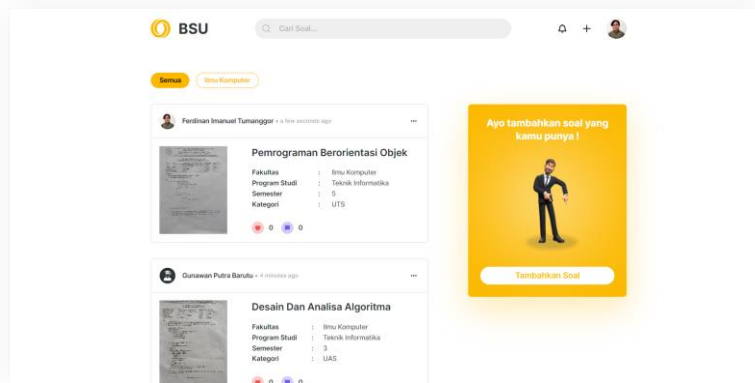 BSU
Cari Soal...
Semua
Ilmu Komputer
Ferdinan Imanuel Tumanggor • a few seconds ago
Pemrograman Berorientasi Objek
Fakultas : Ilmu Komputer
Program Studi : Teknik Informatika
Semester : 5
Kategori : UTS
0 0
Gunawan Putra Barutu • 4 minutes ago
Desain Dan Analisa Algoritma
Fakultas : Ilmu Komputer
Program Studi : Teknik Informatika
Semester : 3
Kategori : UAS
0 0
Ayo tambahkan soal yang
kamu punya !
Tambahkan Soal